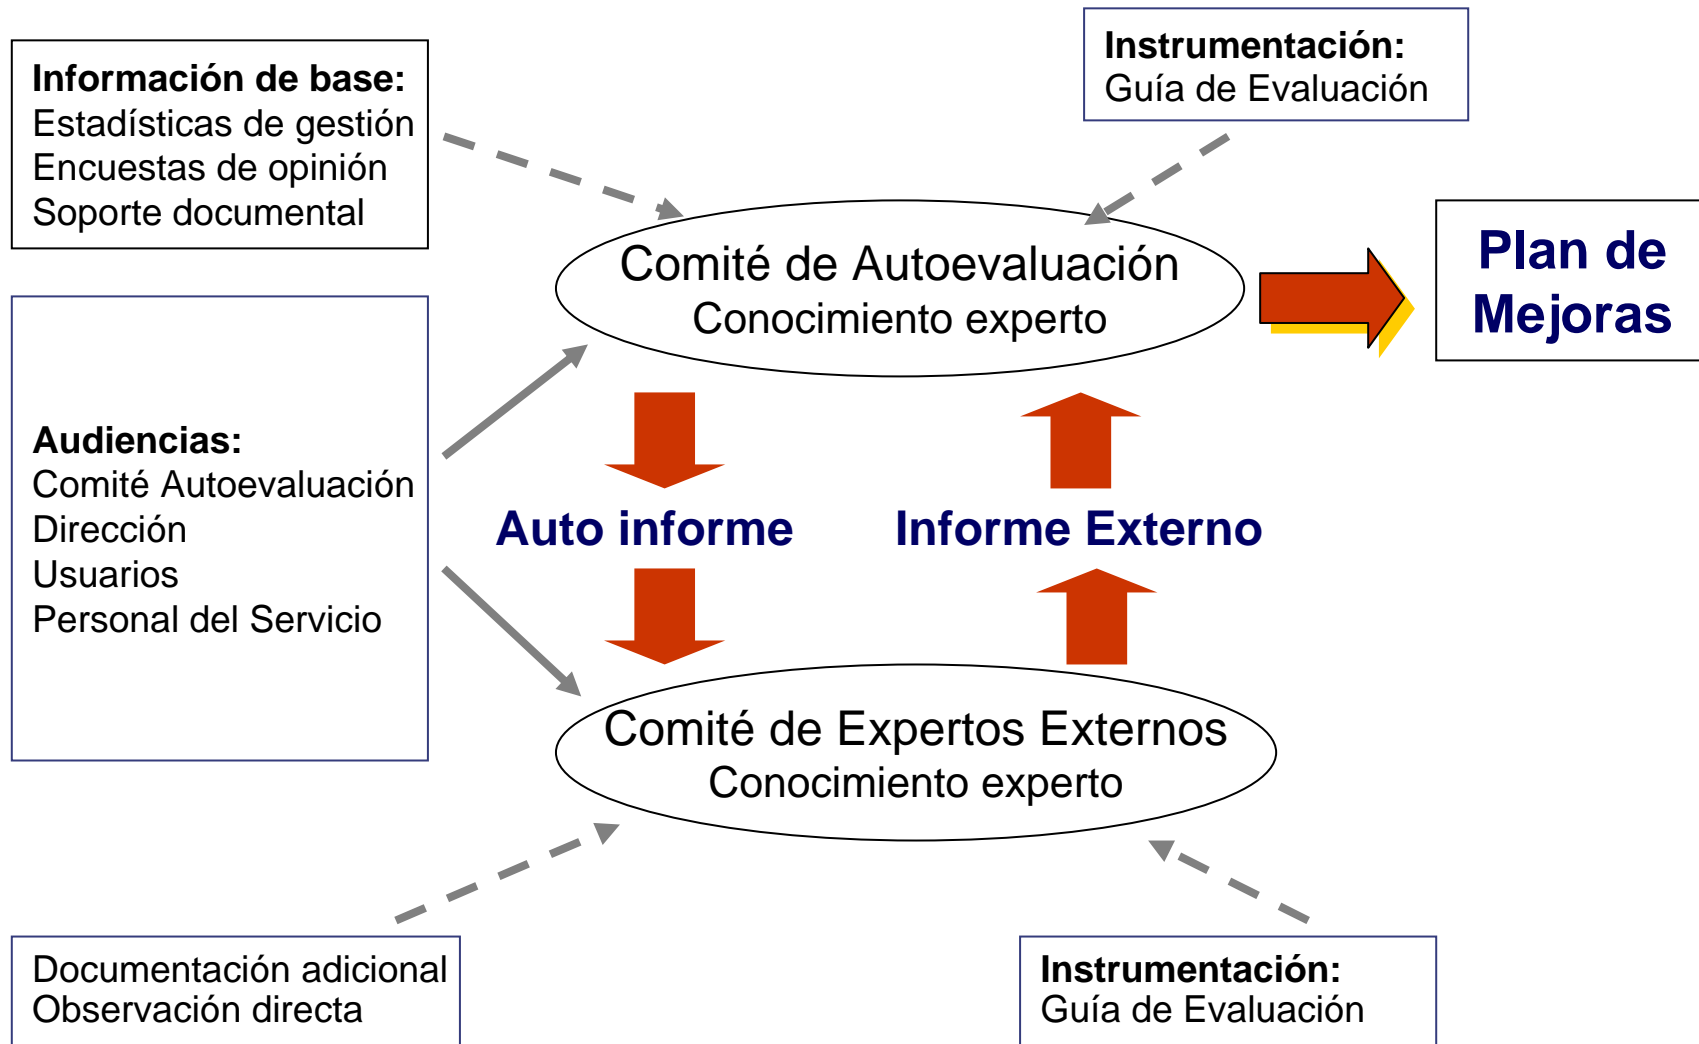 Información de base:
Estadísticas de gestión
Encuestas de opinión
Soporte documental
Instrumentación:
Guía de Evaluación
Comité de Autoevaluación
Conocimiento experto
Plan de
Mejoras
Audiencias:
Comité Autoevaluación
Dirección
Usuarios
Personal del Servicio
Auto informe
Informe Externo
Comité de Expertos Externos
Conocimiento experto
Documentación adicional
Observación directa
Instrumentación:
Guía de Evaluación